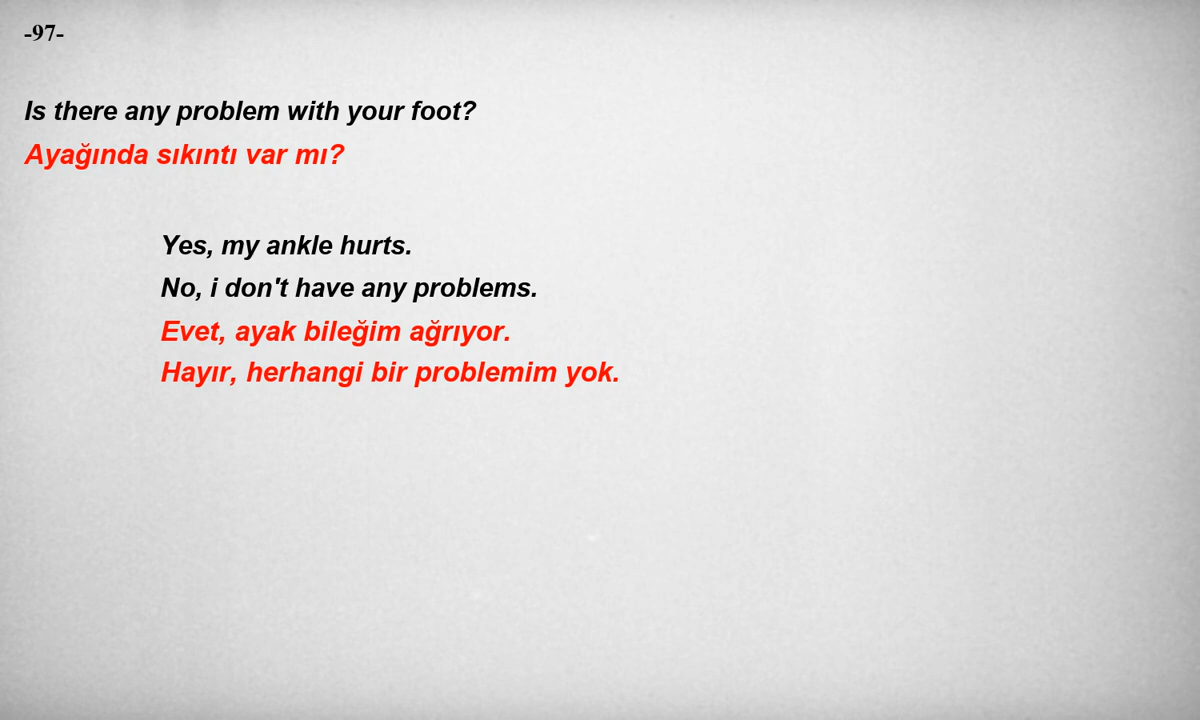 -97-
Is there any problem with your foot?
Ayağında sıkıntı var mı?
Yes, my ankle hurts.
No, i don't have any problems.
Evet, ayak bileğim ağrıyor.
Hayır, herhangi bir problemim yok.